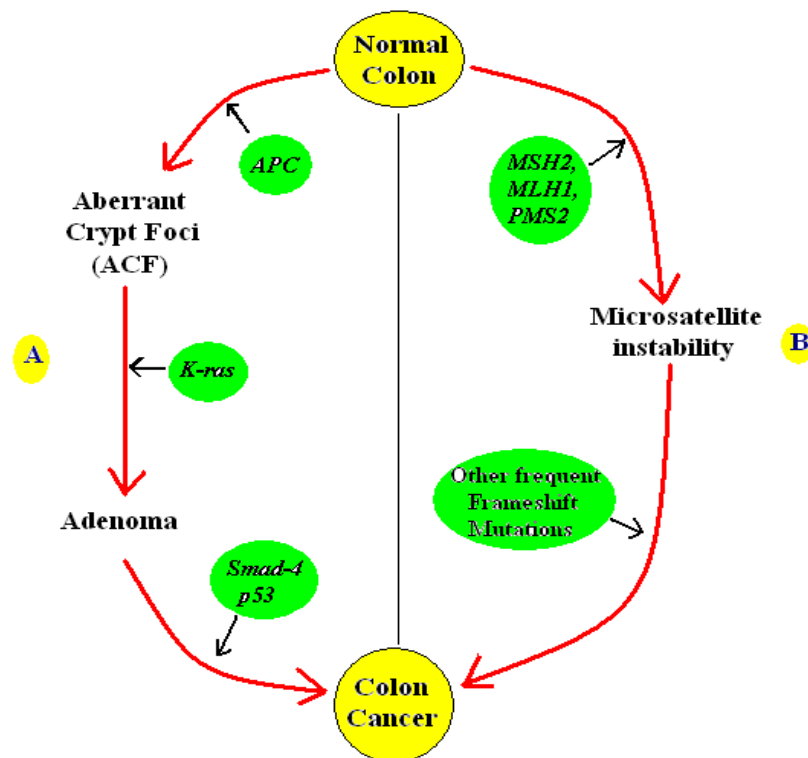 Normal
Colon
APC
Aberrant
Crypt Foci
(ACF)
A
K-ras
Adenoma
Smad-4
p53
MSH2,
MLH1,
PMS2
Microsatellite
instability
B
Other frequent
Frameshift
Mutations
Colon
Cancer